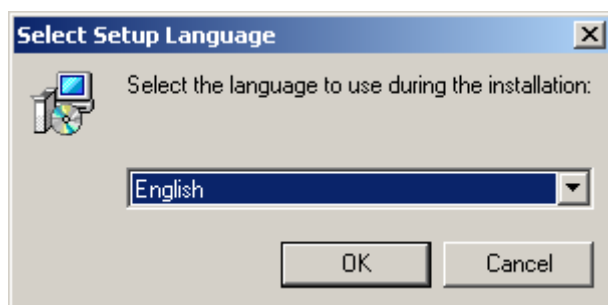 Select Setup Language
Select the language to use during the installation:
English
OK
Cancel